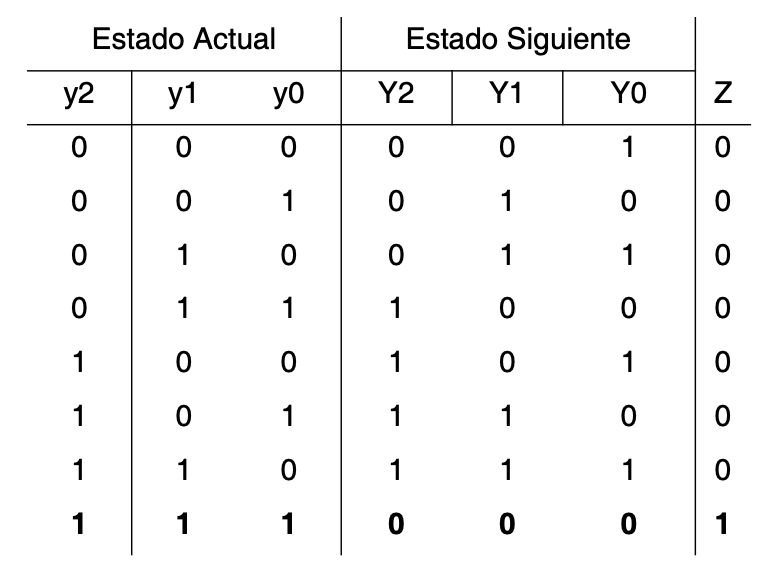 Estado Actual Estado Siguiente
y2 y1 y0 Y2 Y1 Y0 Z
0 0 0 0 0 1 0
0 0 1 0 1 0 0
0 1 0 0 1 1 0
0 1 1 1 0 0 0
1 0 0 1 0 1 0
1 0 1 1 1 0 0
1 1 0 1 1 1 0
1 1 1 0 0 0 1